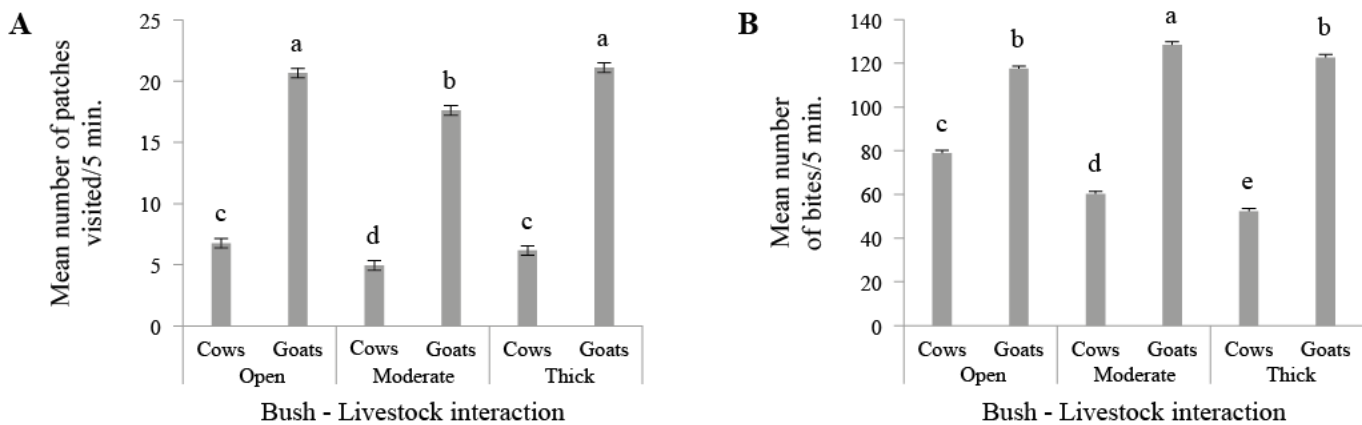 A
Mean number of patches
visited/5 min.
25
20
15
10
5
0
c
a
d
b
c
a
Cows Goats Cows Goats Cows Goats
Open Moderate Thick
Bush - Livestock interaction
B
Mean number
of bites/5 min.
140
120
100
80
60
40
20
0
c
b
d
a
e
b
Cows Goats Cows Goats Cows Goats
Open Moderate Thick
Bush - Livestock interaction